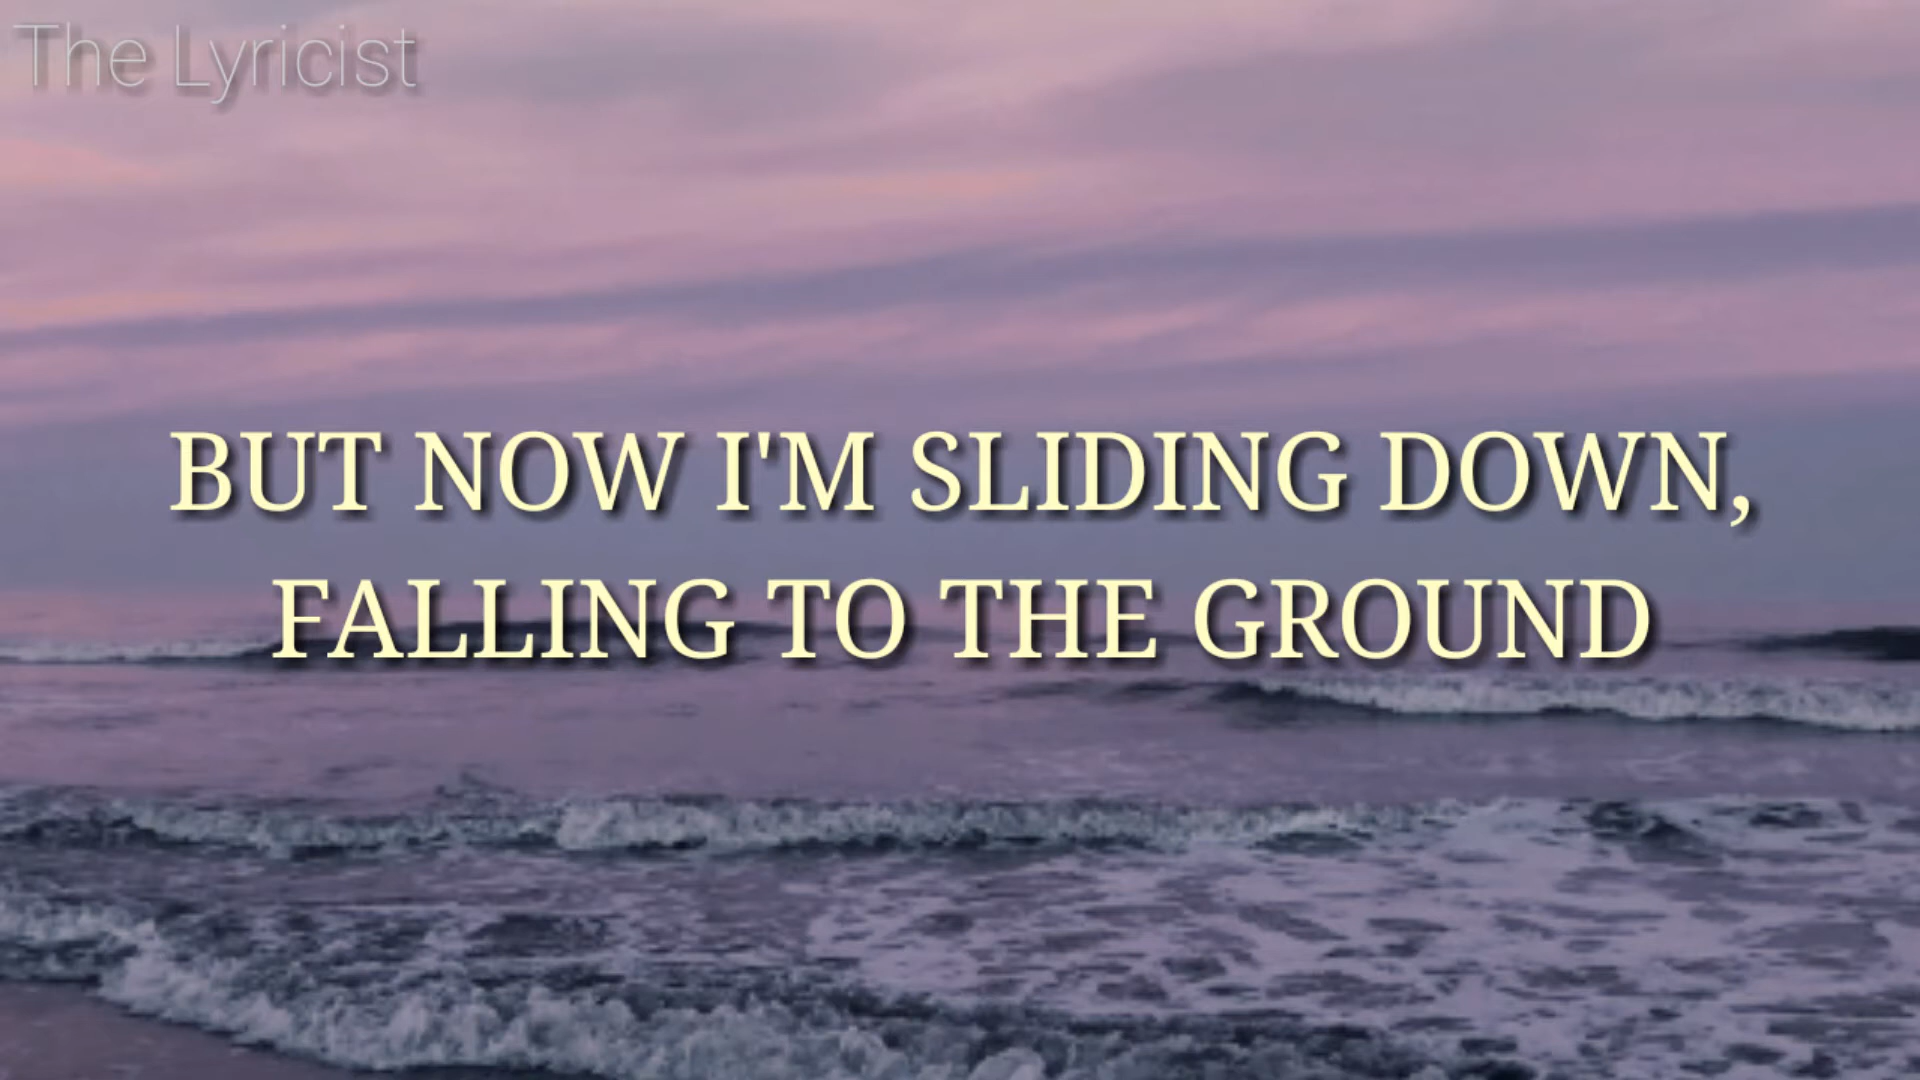 The Lyricist
BUT NOW I'M SLIDING DOWN,
FALLING TO THE GROUND